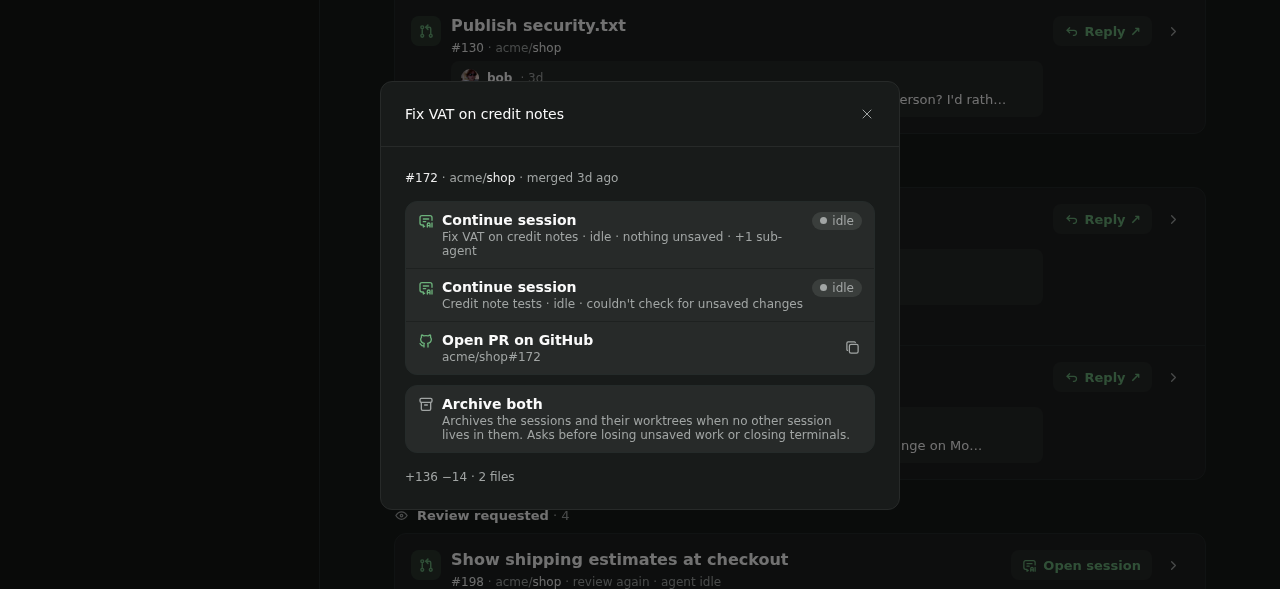 Publish security.txt
#130 · acme/shop
Reply ↗
bob · 3d
erson? I'd rath…
Fix VAT on credit notes
#172 · acme/shop · merged 3d ago
Continue session
idle
Fix VAT on credit notes · idle · nothing unsaved · +1 sub-
agent
Reply ↗
Continue session
idle
Credit note tests · idle · couldn't check for unsaved changes
Open PR on GitHub
acme/shop#172
Reply ↗
Archive both
Archives the sessions and their worktrees when no other session
lives in them. Asks before losing unsaved work or closing terminals.
nge on Mo…
+136 −14 · 2 files
Review requested · 4
Show shipping estimates at checkout
#198 · acme/shop · review again · agent idle
Open session